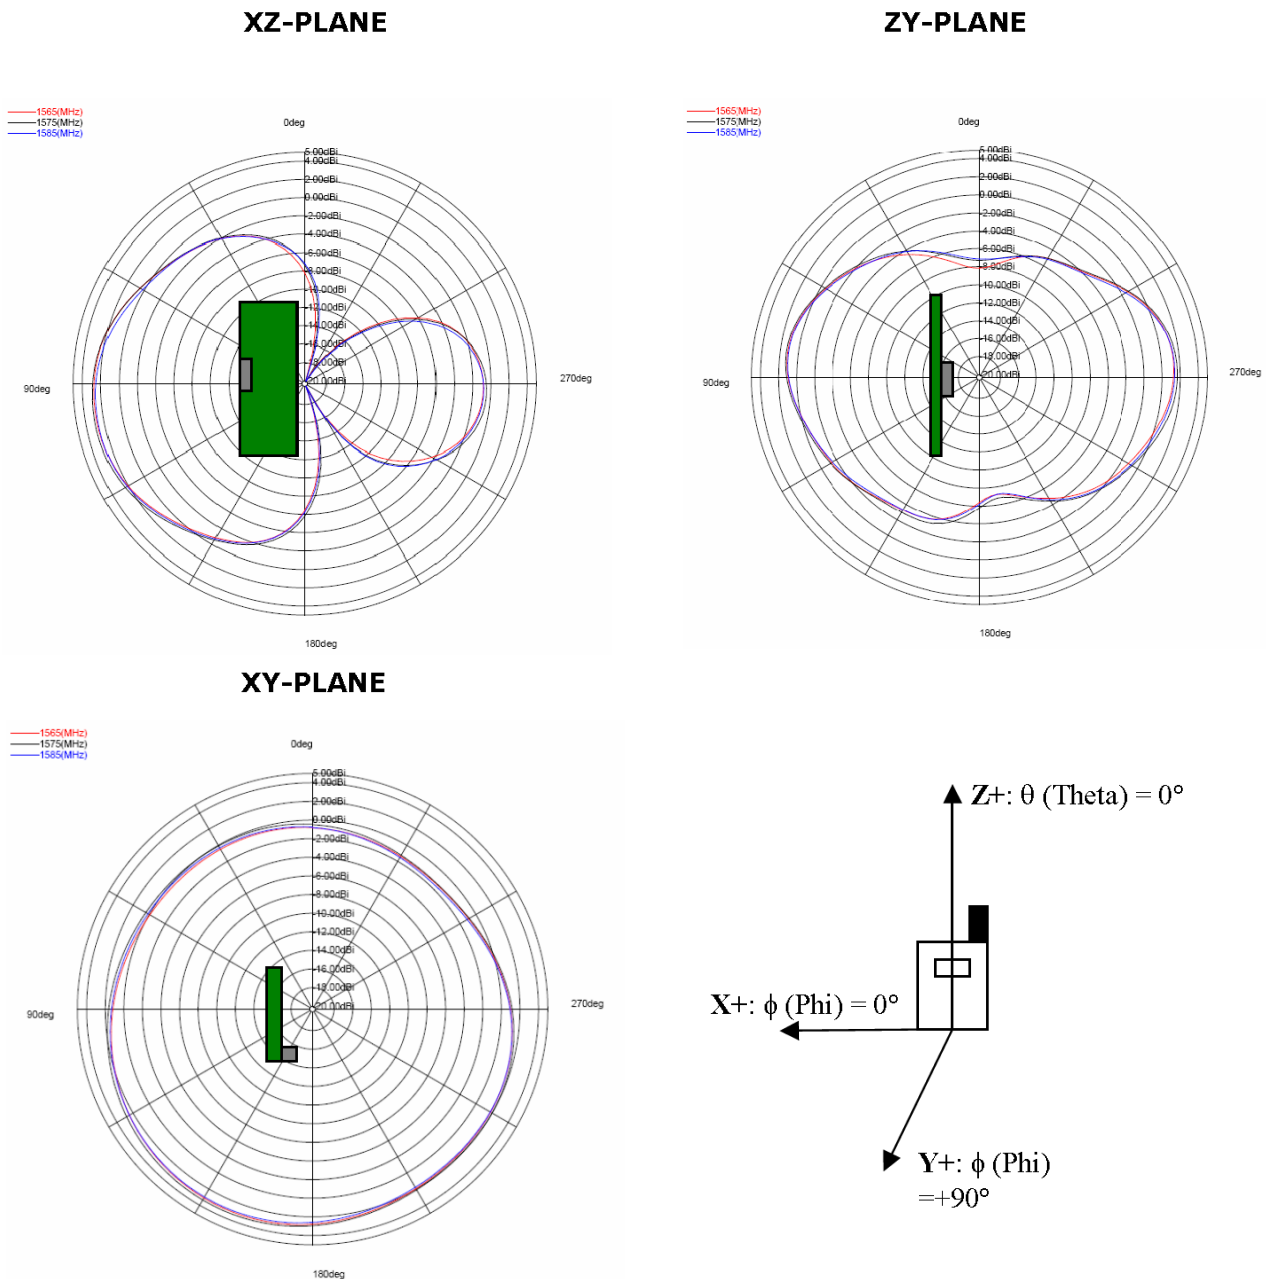 XZ-PLANE
ZY-PLANE
1565(MHz)
1575(MHz)
1585(MHz)
0deg
5.00dBi
4.00dBi
2.00dBi
0.00dBi
-2.00dBi
-4.00dBi
-6.00dBi
-8.00dBi
-10.00dBi
-12.00dBi
-14.00dBi
-16.00dBi
-18.00dBi
-20.00dBi
90deg
270deg
180deg
1565(MHz)
1575(MHz)
1585(MHz)
0deg
5.00dBi
4.00dBi
2.00dBi
0.00dBi
-2.00dBi
-4.00dBi
-6.00dBi
-8.00dBi
-10.00dBi
-12.00dBi
-14.00dBi
-16.00dBi
-18.00dBi
-20.00dBi
90deg
270deg
180deg
XY-PLANE
1565(MHz)
1575(MHz)
1585(MHz)
0deg
5.00dBi
4.00dBi
2.00dBi
0.00dBi
-2.00dBi
-4.00dBi
-6.00dBi
-8.00dBi
-10.00dBi
-12.00dBi
-14.00dBi
-16.00dBi
-18.00dBi
-20.00dBi
90deg
270deg
180deg
Z+: θ (Theta) = 0°
X+: ϕ (Phi) = 0°
Y+: ϕ (Phi)
=+90°